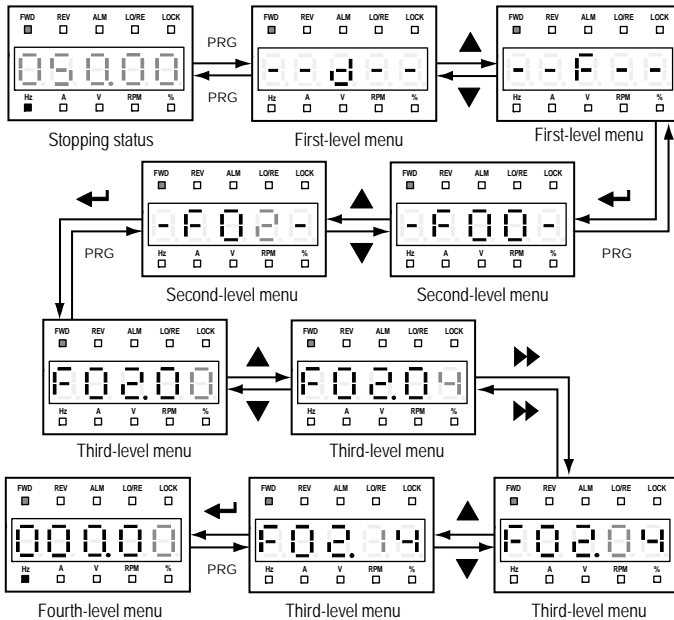 FWD REV ALM LO/RE LOCK
050.00
Hz A V RPM %
Stopping status
PRG
PRG
FWD REV ALM LO/RE LOCK
--d--
Hz A V RPM %
First-level menu
FWD REV ALM LO/RE LOCK
--F--
Hz A V RPM %
First-level menu
FWD REV ALM LO/RE LOCK
-F02-
Hz A V RPM %
Second-level menu
PRG
FWD REV ALM LO/RE LOCK
-F00-
Hz A V RPM %
Second-level menu
PRG
FWD REV ALM LO/RE LOCK
F02.00
Hz A V RPM %
Third-level menu
FWD REV ALM LO/RE LOCK
F02.04
Hz A V RPM %
Third-level menu
FWD REV ALM LO/RE LOCK
000.00
Hz A V RPM %
Fourth-level menu
PRG
FWD REV ALM LO/RE LOCK
F02.14
Hz A V RPM %
Third-level menu
FWD REV ALM LO/RE LOCK
F02.04
Hz A V RPM %
Third-level menu